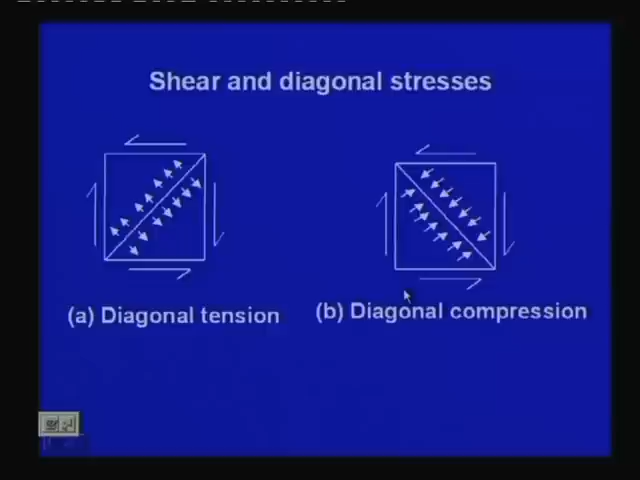 Shear and diagonal stresses
(a) Diagonal tension
(b) Diagonal compression